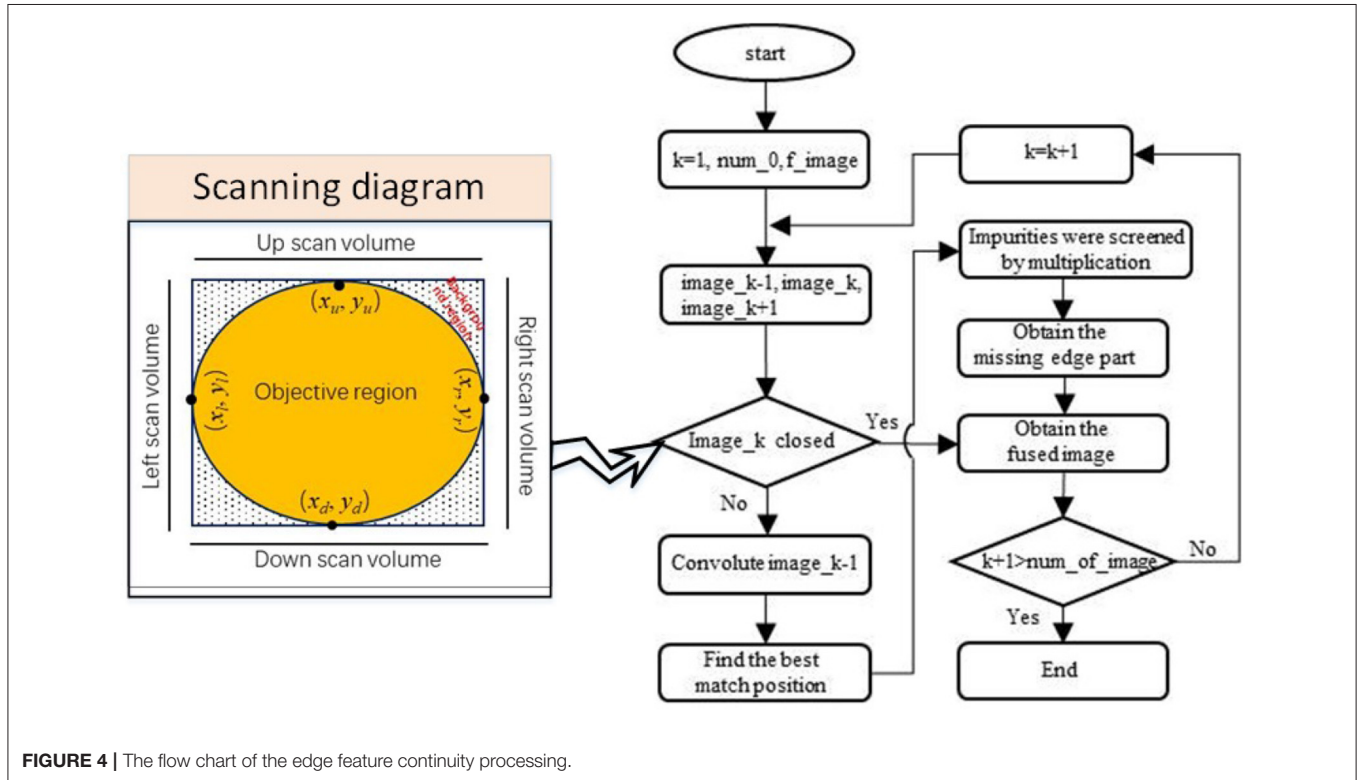 Scanning diagram
Up scan volume
Left scan volume
(x_u, y_u)
Backgrou
nd region
(x_l, y_l)
Objective region
(x_r, y_r)
Right scan volume
(x_d, y_d)
Down scan volume
start
k=1, num_0, f_image
image_k-1, image_k,
image_k+1
Image_k closed
Yes
No
Convolute image_k-1
Find the best
match position
k=k+1
Impurities were screened
by multiplication
Obtain the
missing edge part
Obtain the
fused image
k+1>num_of_image
No
Yes
End
FIGURE 4 | The flow chart of the edge feature continuity processing.